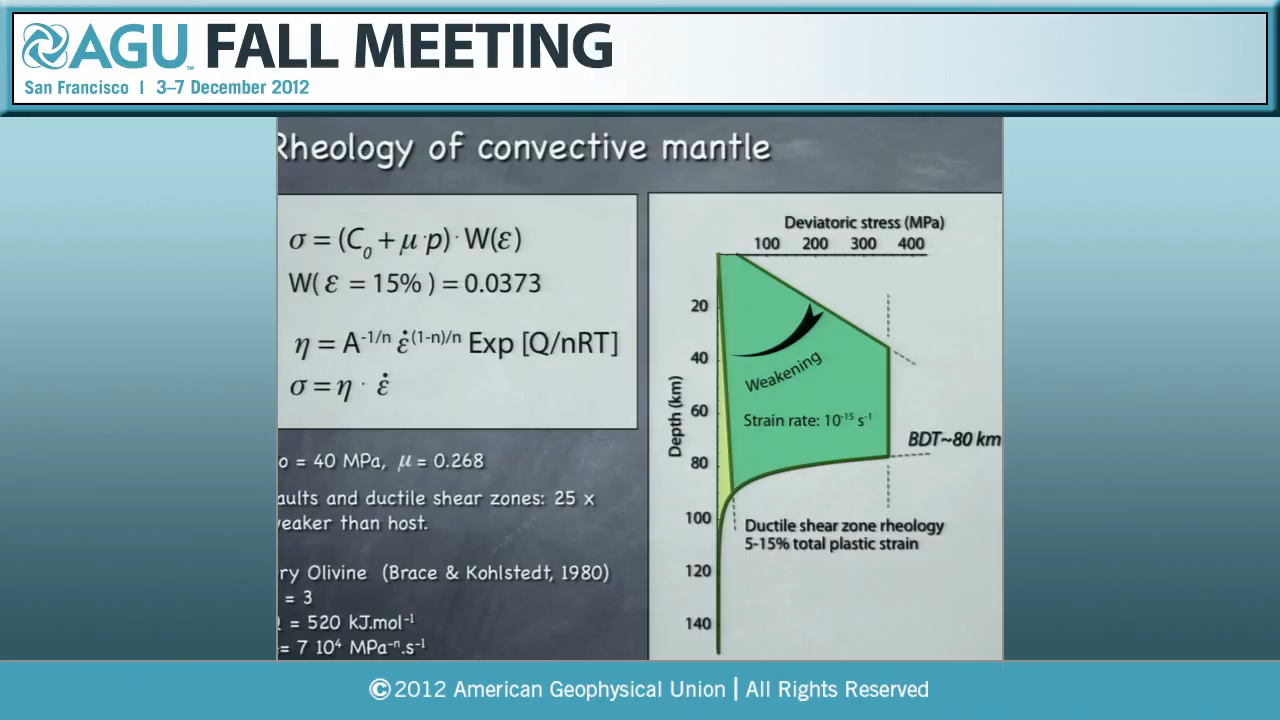 AGU FALL MEETING
San Francisco | 3–7 December 2012
Rheology of convective mantle
σ = (C₀ + μ·p)·W(ε)
W(ε = 15%) = 0.0373
η = A⁻¹/ⁿ ε̇⁽¹⁻ⁿ⁾/ⁿ Exp [Q/nRT]
σ = η · ε̇
o = 40 MPa, μ = 0.268
aults and ductile shear zones: 25 x
eaker than host.
ry Olivine (Brace & Kohlstedt, 1980)
= 3
= 520 kJ.mol⁻¹
= 7 10⁴ MPa⁻ⁿ.s⁻¹
Deviatoric stress (MPa)
100 200 300 400
Depth (km)
20
40
60
80
100
120
140
Weakening
Strain rate: 10⁻¹⁵ s⁻¹
BDT~80 km
Ductile shear zone rheology
5-15% total plastic strain
©2012 American Geophysical Union | All Rights Reserved